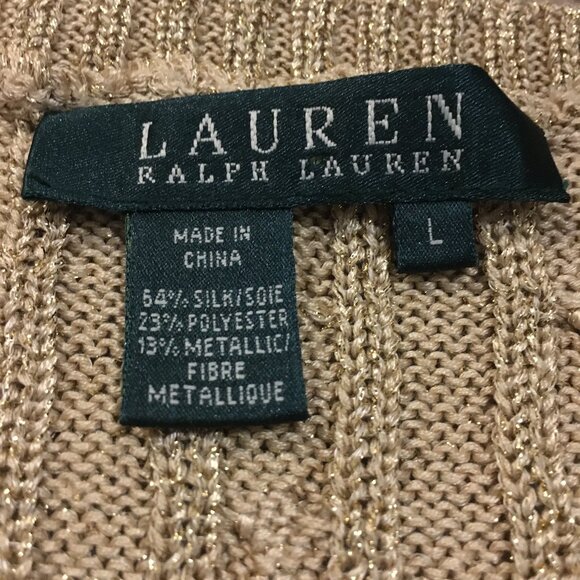 LAUREN
RALPH LAUREN
L
MADE IN
CHINA
64% SILK/SOIE
23% POLYESTER
13% METALLIC/
FIBRE
METALLIQUE